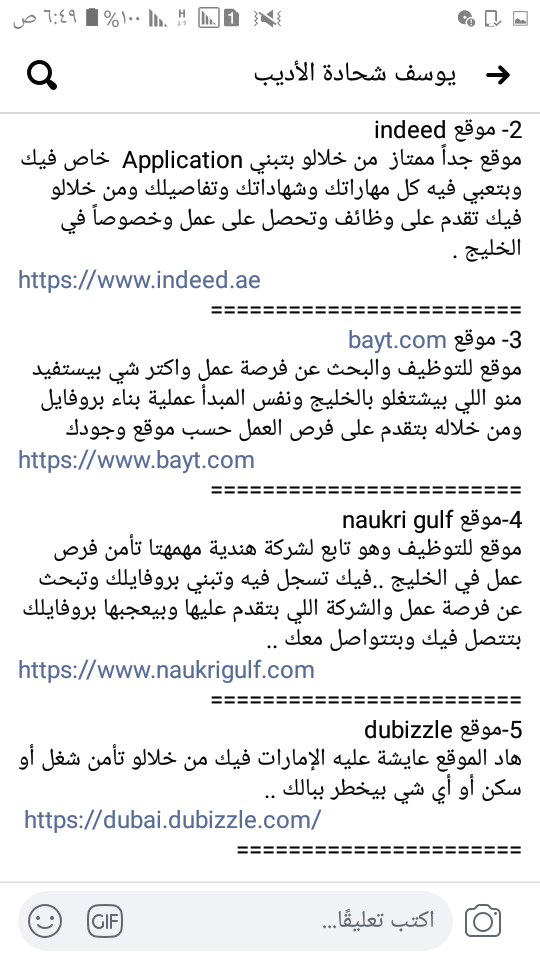 ٦:٤٩ ص
%١٠٠
H
1
يوسف شحادة الأديب
2- موقع indeed
موقع جداً ممتاز من خلالو بتبني Application خاص فيك
وبتعبي فيه كل مهاراتك وشهاداتك وتفاصيلك ومن خلالو
فيك تقدم على وظائف وتحصل على عمل وخصوصاً في
الخليج .
https://www.indeed.ae
========================
3- موقع bayt.com
موقع للتوظيف والبحث عن فرصة عمل واكتر شي بيستفيد
منو اللي بيشتغلو بالخليج ونفس المبدأ عملية بناء بروفايل
ومن خلاله بتقدم على فرص العمل حسب موقع وجودك
https://www.bayt.com
========================
4-موقع naukri gulf
موقع للتوظيف وهو تابع لشركة هندية مهمهتا تأمن فرص
عمل في الخليج ..فيك تسجل فيه وتبني بروفايلك وتبحث
عن فرصة عمل والشركة اللي بتقدم عليها وبيعجبها بروفايلك
بتتصل فيك وبتتواصل معك ..
https://www.naukrigulf.com
========================
5-موقع dubizzle
هاد الموقع عايشة عليه الإمارات فيك من خلالو تأمن شغل أو
سكن أو أي شي بيخطر ببالك ..
https://dubai.dubizzle.com/
======================
اكتب تعليقًا...
GIF